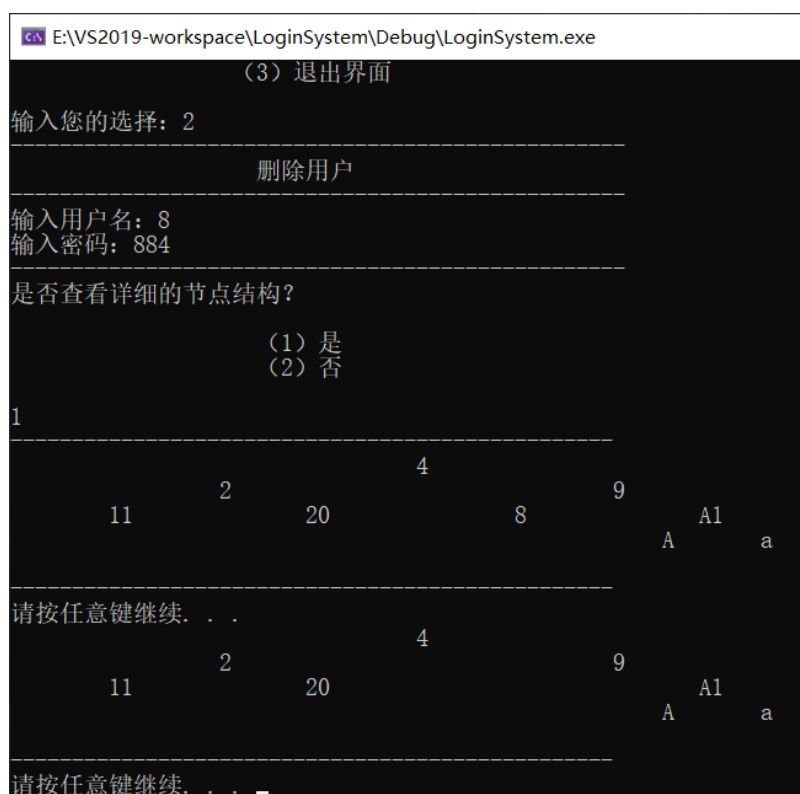 E:\VS2019-workspace\LoginSystem\Debug\LoginSystem.exe
（3）退出界面
输入您的选择：2
--------------------------------------------------
删除用户
--------------------------------------------------
输入用户名：8
输入密码：884
--------------------------------------------------
是否查看详细的节点结构？
（1）是
（2）否
1
-------------------------------------------------
4
2 9
11 20 8 A1
A a
-------------------------------------------------
请按任意键继续. . .
4
2 9
11 20 A1
A a
-------------------------------------------------
请按任意键继续. . .